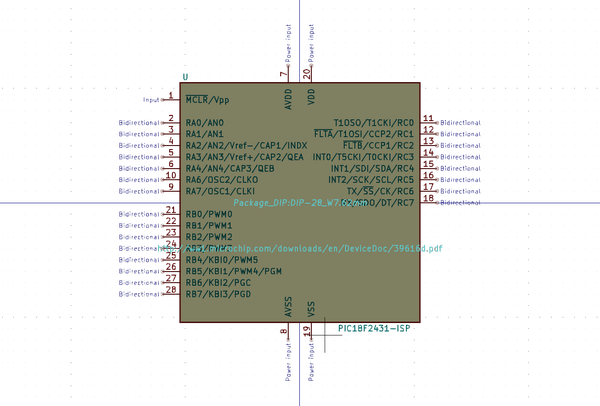 Power input
Power input
U
7
20
AVDD
VDD
Input 1 MCLR/Vpp
Bidirectional 2 RA0/AN0
Bidirectional 3 RA1/AN1
Bidirectional 4 RA2/AN2/Vref-/CAP1/INDX
Bidirectional 5 RA3/AN3/Vref+/CAP2/QEA
Bidirectional 6 RA4/AN4/CAP3/QEB
Bidirectional 10 RA6/OSC2/CLKO
Bidirectional 9 RA7/OSC1/CLKI
T1OSO/T1CKI/RC0 11 Bidirectional
FLTA/T1OSI/CCP2/RC1 12 Bidirectional
FLTB/CCP1/RC2 13 Bidirectional
INT0/T5CKI/T0CKI/RC3 14 Bidirectional
INT1/SDI/SDA/RC4 15 Bidirectional
INT2/SCK/SCL/RC5 16 Bidirectional
TX/SS/CK/RC6 17 Bidirectional
/DT/RC7 18 Bidirectional
Package_DIP:DIP-28_W7.62mm
Bidirectional 21 RB0/PWM0
Bidirectional 22 RB1/PWM1
Bidirectional 23 RB2/PWM2
Bidirectional 24
microchip.com/downloads/en/DeviceDoc/39616d.pdf
Bidirectional 25 RB4/KBI0/PWM5
Bidirectional 26 RB5/KBI1/PWM4/PGM
Bidirectional 27 RB6/KBI2/PGC
Bidirectional 28 RB7/KBI3/PGD
AVSS
VSS
8
19
PIC18F2431-ISP
Power input
Power input